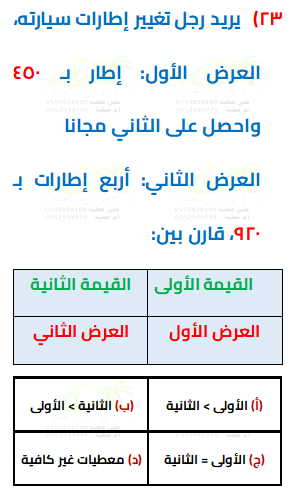 ٢٣) يريد رجل تغيير إطارات سيارته،
العرض الأول: إطار بـ ٤٥٠
واحصل على الثاني مجانا
العرض الثاني: أربع إطارات بـ
٩٢٠، قارن بين:
القيمة الأولى القيمة الثانية
العرض الأول العرض الثاني
(أ) الأولى > الثانية (ب) الثانية > الأولى
(ج) الأولى = الثانية (د) معطيات غير كافية